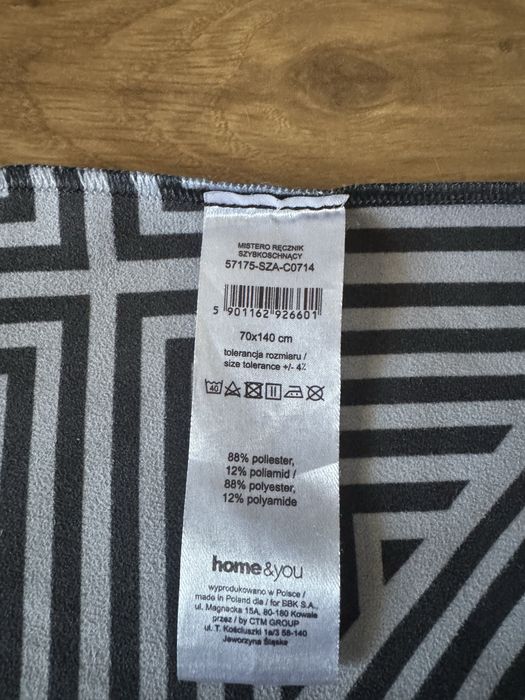 MISTERO RĘCZNIK
SZYBKOSCHNĄCY
57175-SZA-C0714
5 901162 926601
70x140 cm
tolerancja rozmiaru /
size tolerance +/- 4%
40
88% poliester,
12% poliamid /
88% polyester,
12% polyamide
home&you
wyprodukowano w Polsce /
made in Poland dla / for BBK S.A.,
ul. Magnacka 15A, 80-180 Kowale
przez / by CTM GROUP
ul. T. Kościuszki 1a/3 58-140
Jaworzyna Śląska